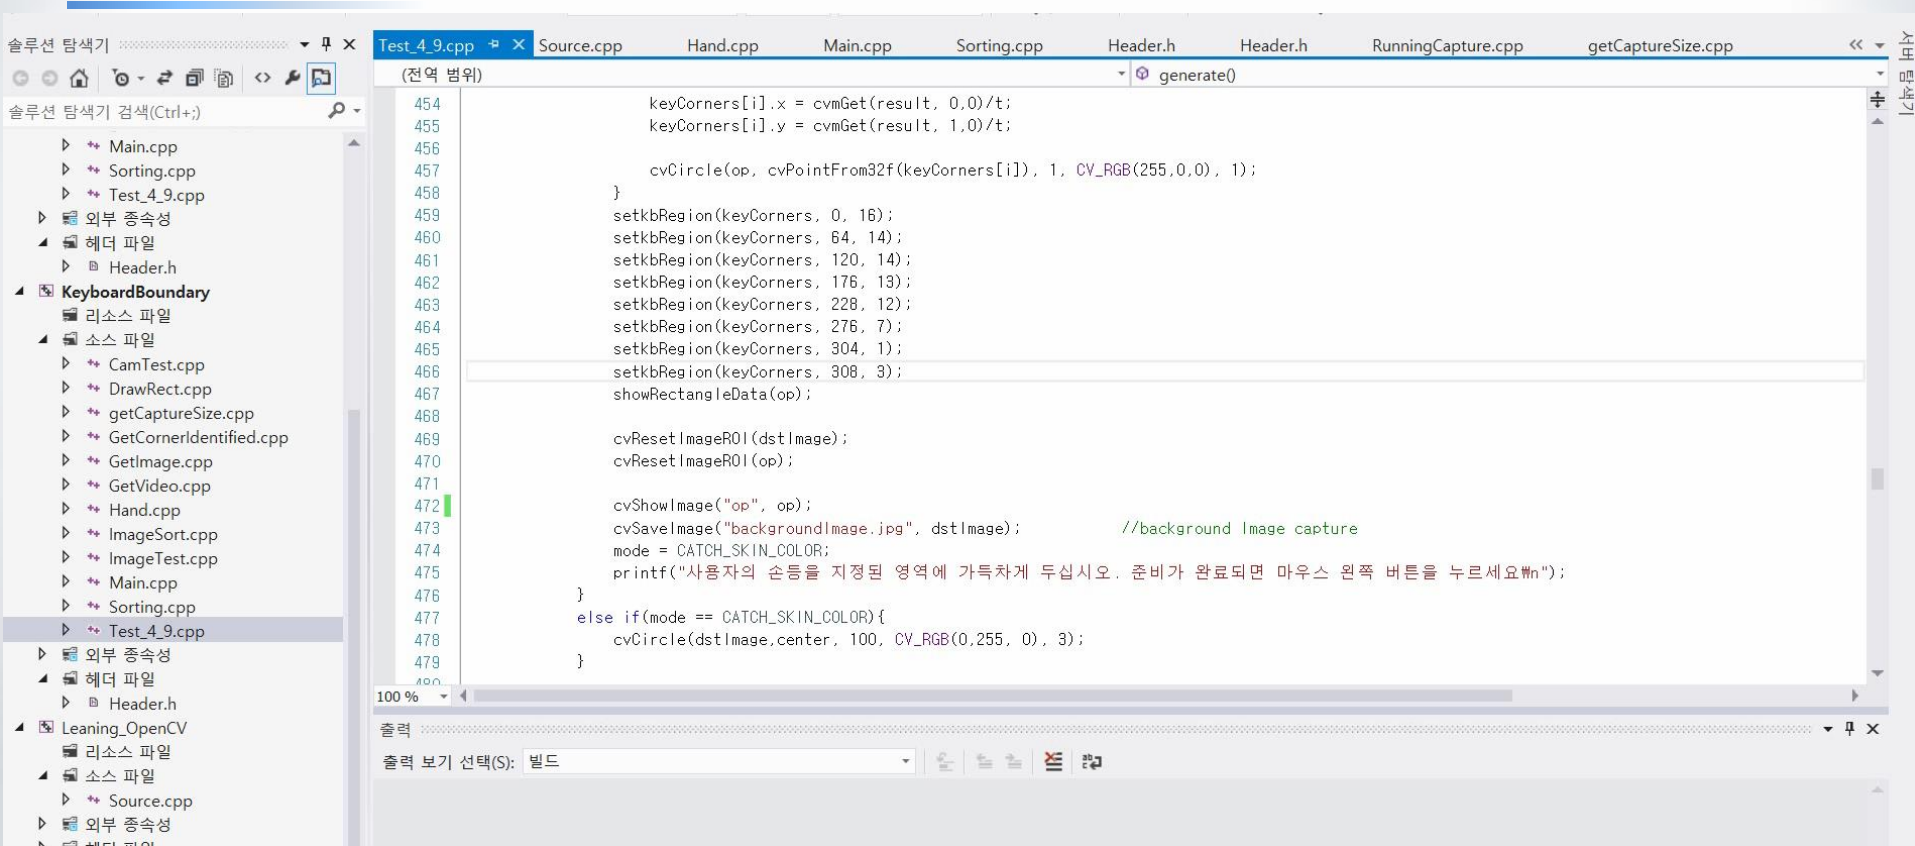 솔루션 탐색기
솔루션 탐색기 검색(Ctrl+;)
Main.cpp
Sorting.cpp
Test_4_9.cpp
외부 종속성
헤더 파일
Header.h
KeyboardBoundary
리소스 파일
소스 파일
CamTest.cpp
DrawRect.cpp
getCaptureSize.cpp
GetCornerIdentified.cpp
GetImage.cpp
GetVideo.cpp
Hand.cpp
ImageSort.cpp
ImageTest.cpp
Main.cpp
Sorting.cpp
Test_4_9.cpp
외부 종속성
헤더 파일
Header.h
Leaning_OpenCV
리소스 파일
소스 파일
Source.cpp
외부 종속성
Test_4_9.cpp Source.cpp Hand.cpp Main.cpp Sorting.cpp Header.h Header.h RunningCapture.cpp getCaptureSize.cpp
(전역 범위) generate()
454 keyCorners[i].x = cvmGet(result, 0,0)/t;
455 keyCorners[i].y = cvmGet(result, 1,0)/t;
456
457 cvCircle(op, cvPointFrom32f(keyCorners[i]), 1, CV_RGB(255,0,0), 1);
458 }
459 setkbRegion(keyCorners, 0, 16);
460 setkbRegion(keyCorners, 64, 14);
461 setkbRegion(keyCorners, 120, 14);
462 setkbRegion(keyCorners, 176, 13);
463 setkbRegion(keyCorners, 228, 12);
464 setkbRegion(keyCorners, 276, 7);
465 setkbRegion(keyCorners, 304, 1);
466 setkbRegion(keyCorners, 308, 3);
467 showRectangleData(op);
468
469 cvResetImageROI(dstImage);
470 cvResetImageROI(op);
471
472 cvShowImage("op", op);
473 cvSaveImage("backgroundImage.jpg", dstImage); //background Image capture
474 mode = CATCH_SKIN_COLOR;
475 printf("사용자의 손등을 지정된 영역에 가득차게 두십시오. 준비가 완료되면 마우스 왼쪽 버튼을 누르세요₩n");
476 }
477 else if(mode == CATCH_SKIN_COLOR){
478 cvCircle(dstImage,center, 100, CV_RGB(0,255, 0), 3);
479 }
100 %
출력
출력 보기 선택(S): 빌드
서버 탐색기